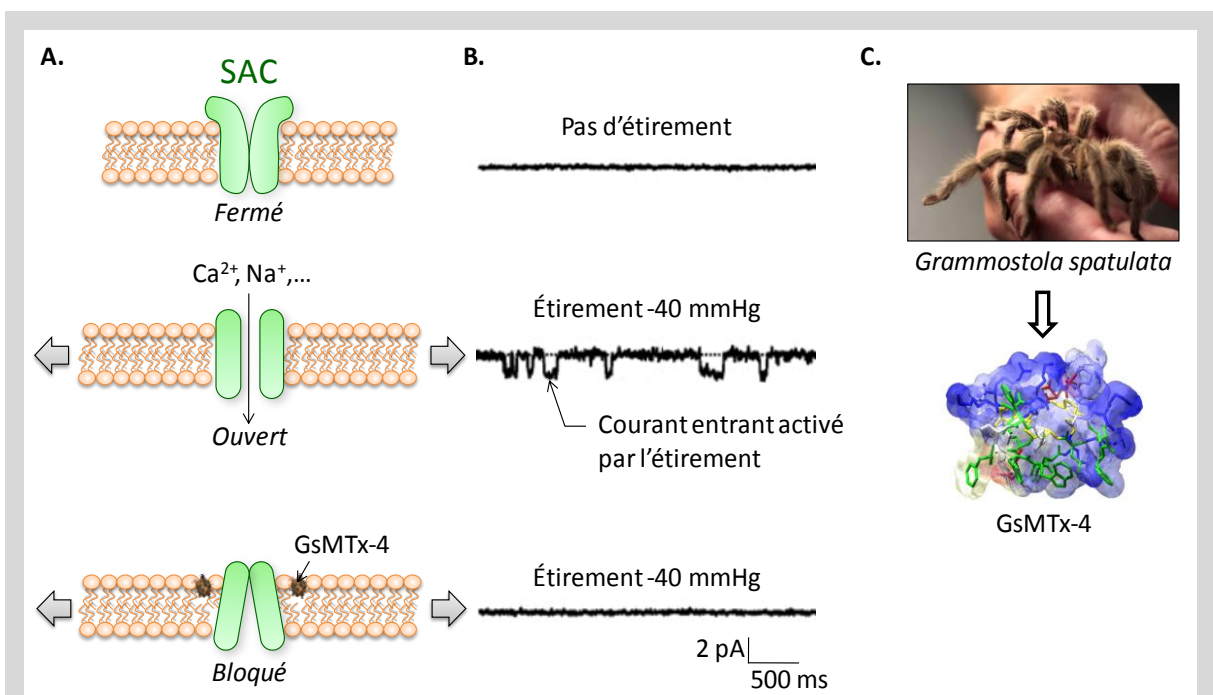 A.
SAC
Fermé
Ca²⁺, Na⁺,...
Ouvert
GsMTx-4
Bloqué
B.
Pas d'étirement
Étirement -40 mmHg
Courant entrant activé
par l'étirement
Étirement -40 mmHg
2 pA
500 ms
C.
Grammostola spatulata
GsMTx-4